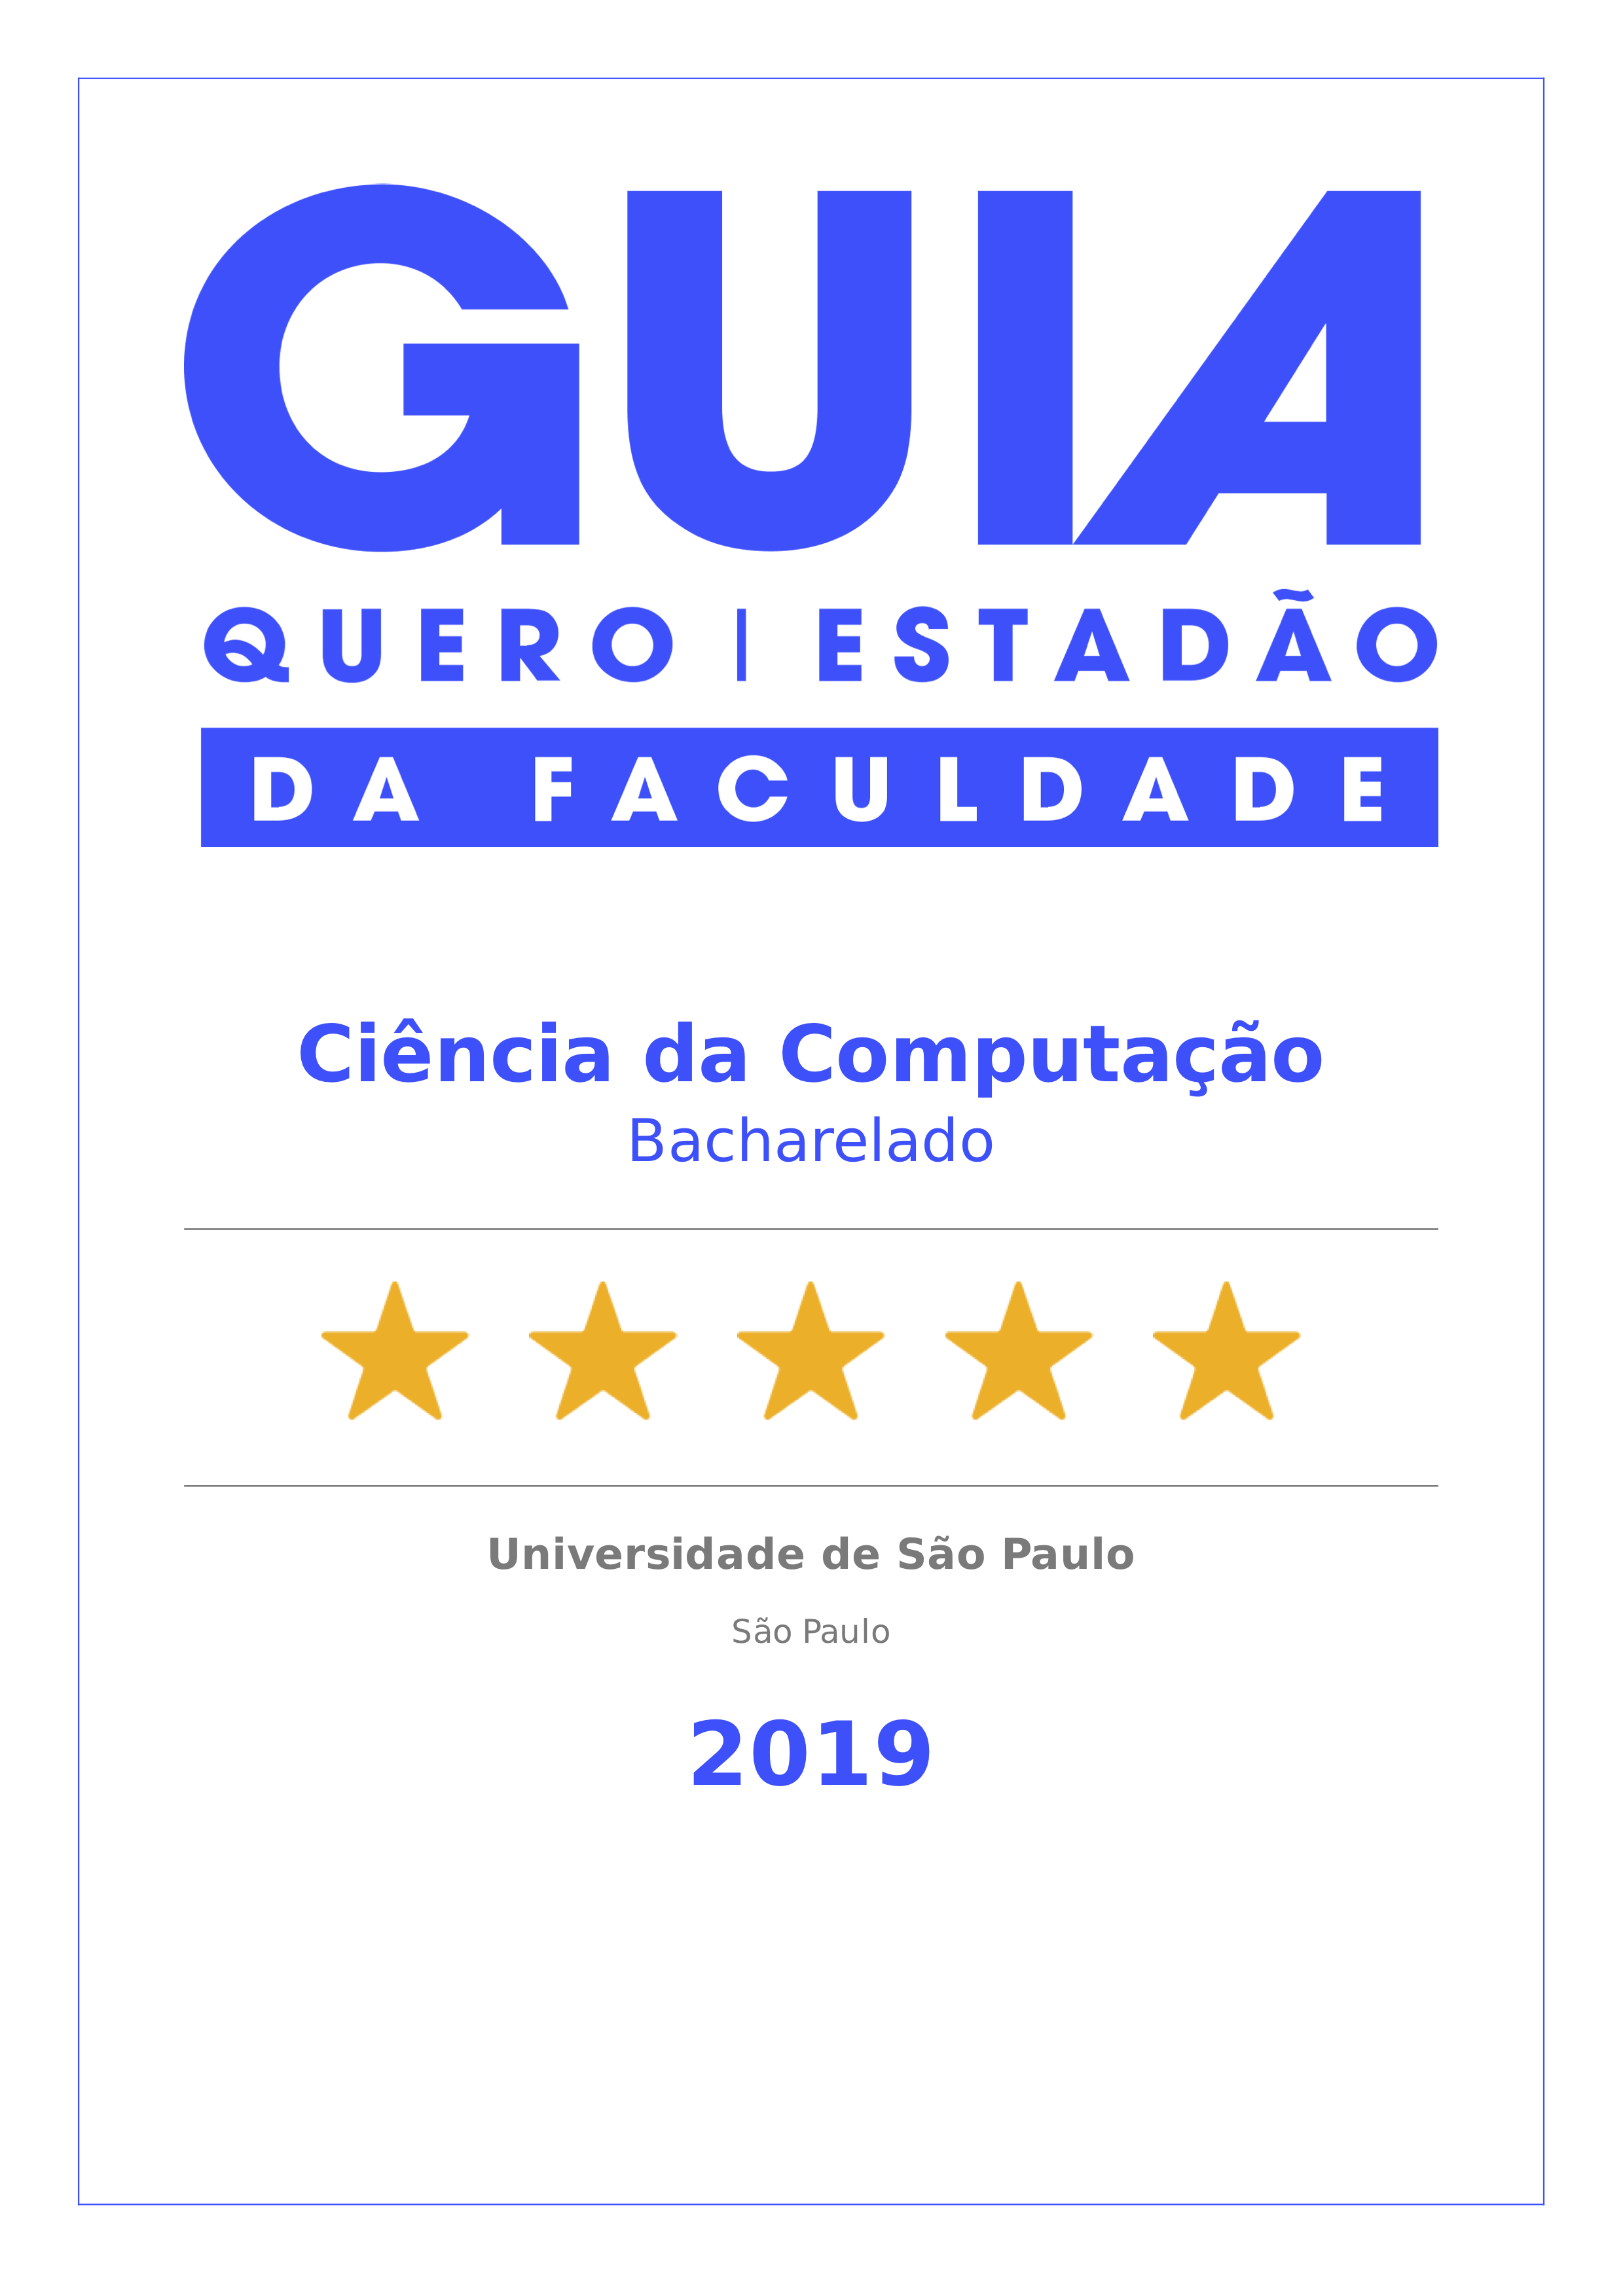 GUIA
QUERO | ESTADÃO
DA FACULDADE
Ciência da Computação
Bacharelado
Universidade de São Paulo
São Paulo
2019